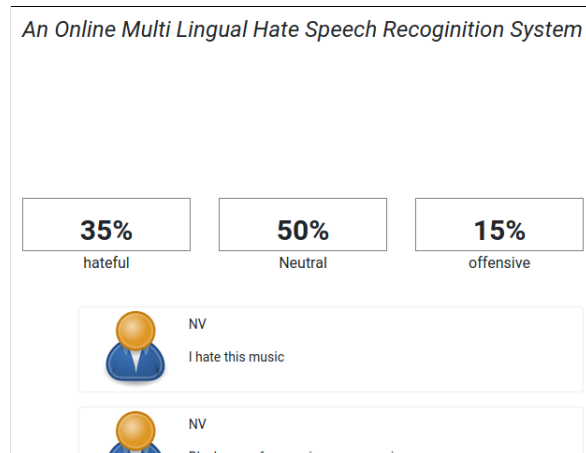 An Online Multi Lingual Hate Speech Recoginition System
35%
hateful
50%
Neutral
15%
offensive
NV
I hate this music
NV